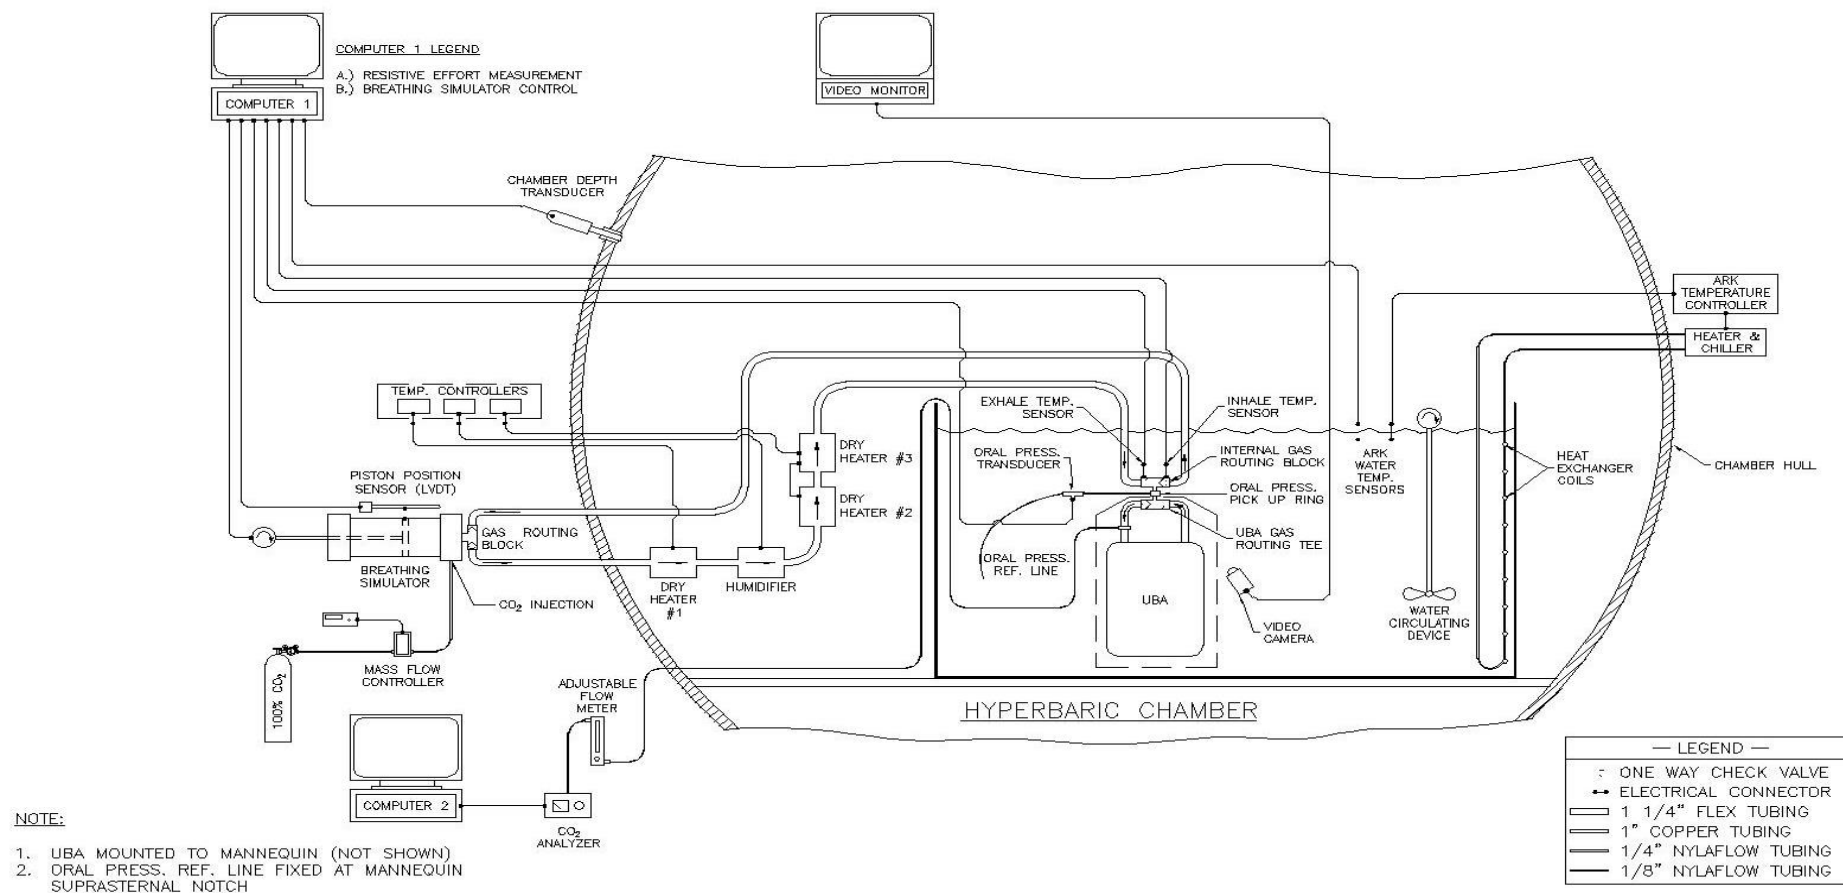 COMPUTER 1 LEGEND
A.) RESISTIVE EFFORT MEASUREMENT
B.) BREATHING SIMULATOR CONTROL
COMPUTER 1
VIDEO MONITOR
CHAMBER DEPTH
TRANSDUCER
ARK
TEMPERATURE
CONTROLLER
HEATER &
CHILLER
TEMP. CONTROLLERS
EXHALE TEMP.
SENSOR
INHALE TEMP.
SENSOR
DRY
HEATER #3
ORAL PRESS.
TRANSDUCER
INTERNAL GAS
ROUTING BLOCK
ARK
WATER
TEMP.
SENSORS
HEAT
EXCHANGER
COILS
CHAMBER HULL
PISTON POSITION
SENSOR (LVDT)
DRY
HEATER #2
ORAL PRESS.
PICK UP RING
GAS ROUTING
BLOCK
UBA GAS
ROUTING TEE
ORAL PRESS.
REF. LINE
BREATHING
SIMULATOR
DRY
HEATER
#1
HUMIDIFIER
CO₂ INJECTION
UBA
VIDEO
CAMERA
WATER
CIRCULATING
DEVICE
MASS FLOW
CONTROLLER
100% CO₂
ADJUSTABLE
FLOW
METER
HYPERBARIC CHAMBER
COMPUTER 2
CO₂
ANALYZER
— LEGEND —
ONE WAY CHECK VALVE
ELECTRICAL CONNECTOR
1 1/4" FLEX TUBING
1" COPPER TUBING
1/4" NYLAFLOW TUBING
1/8" NYLAFLOW TUBING
NOTE:
1. UBA MOUNTED TO MANNEQUIN (NOT SHOWN)
2. ORAL PRESS. REF. LINE FIXED AT MANNEQUIN
SUPRASTERNAL NOTCH